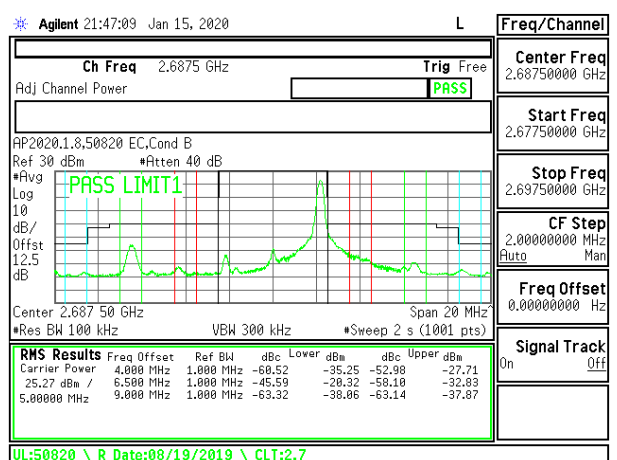 Agilent 21:47:09 Jan 15, 2020 L
Freq/Channel
Ch Freq 2.6875 GHz Trig Free
Adj Channel Power PASS
Center Freq
2.68750000 GHz
Start Freq
2.67750000 GHz
Stop Freq
2.69750000 GHz
CF Step
2.00000000 MHz
Auto Man
Freq Offset
0.00000000 Hz
Signal Track
On Off
AP2020.1.8,50820 EC,Cond B
Ref 30 dBm #Atten 40 dB
#Avg
Log
10
dB/
Offst
12.5
dB
PASS LIMIT1
Center 2.687 50 GHz Span 20 MHz^
#Res BW 100 kHz VBW 300 kHz #Sweep 2 s (1001 pts)
RMS Results Freq Offset Ref BW dBc Lower dBm dBc Upper dBm
Carrier Power 4.000 MHz 1.000 MHz -60.52 -35.25 -52.98 -27.71
25.27 dBm / 6.500 MHz 1.000 MHz -45.59 -20.32 -58.10 -32.83
5.00000 MHz 9.000 MHz 1.000 MHz -63.32 -38.06 -63.14 -37.87
UL:50820 \ R Date:08/19/2019 \ CLT:2.7